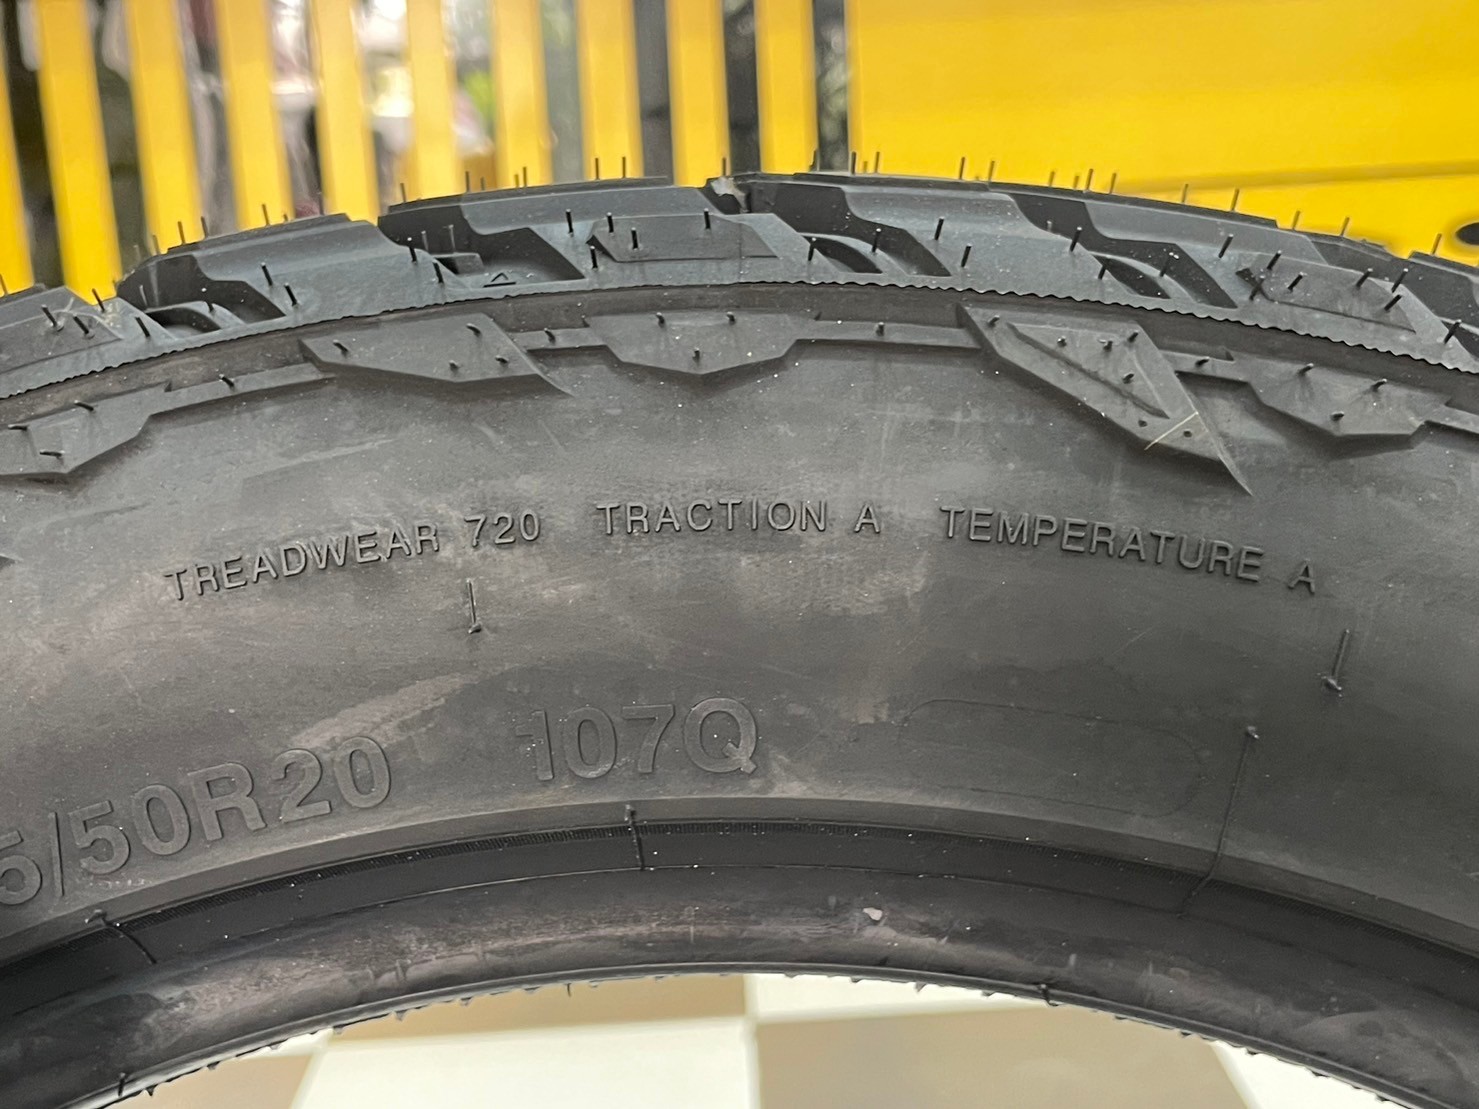 TREADWEAR 720 TRACTION A TEMPERATURE A
5/50R20 107Q